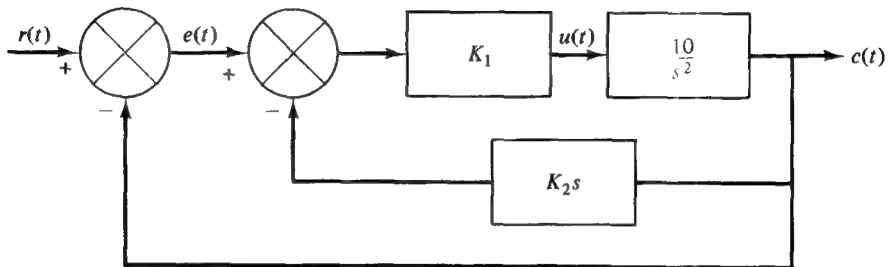 r(t)
+
−
e(t)
+
−
K₁
u(t)
10
s²
c(t)
K₂s